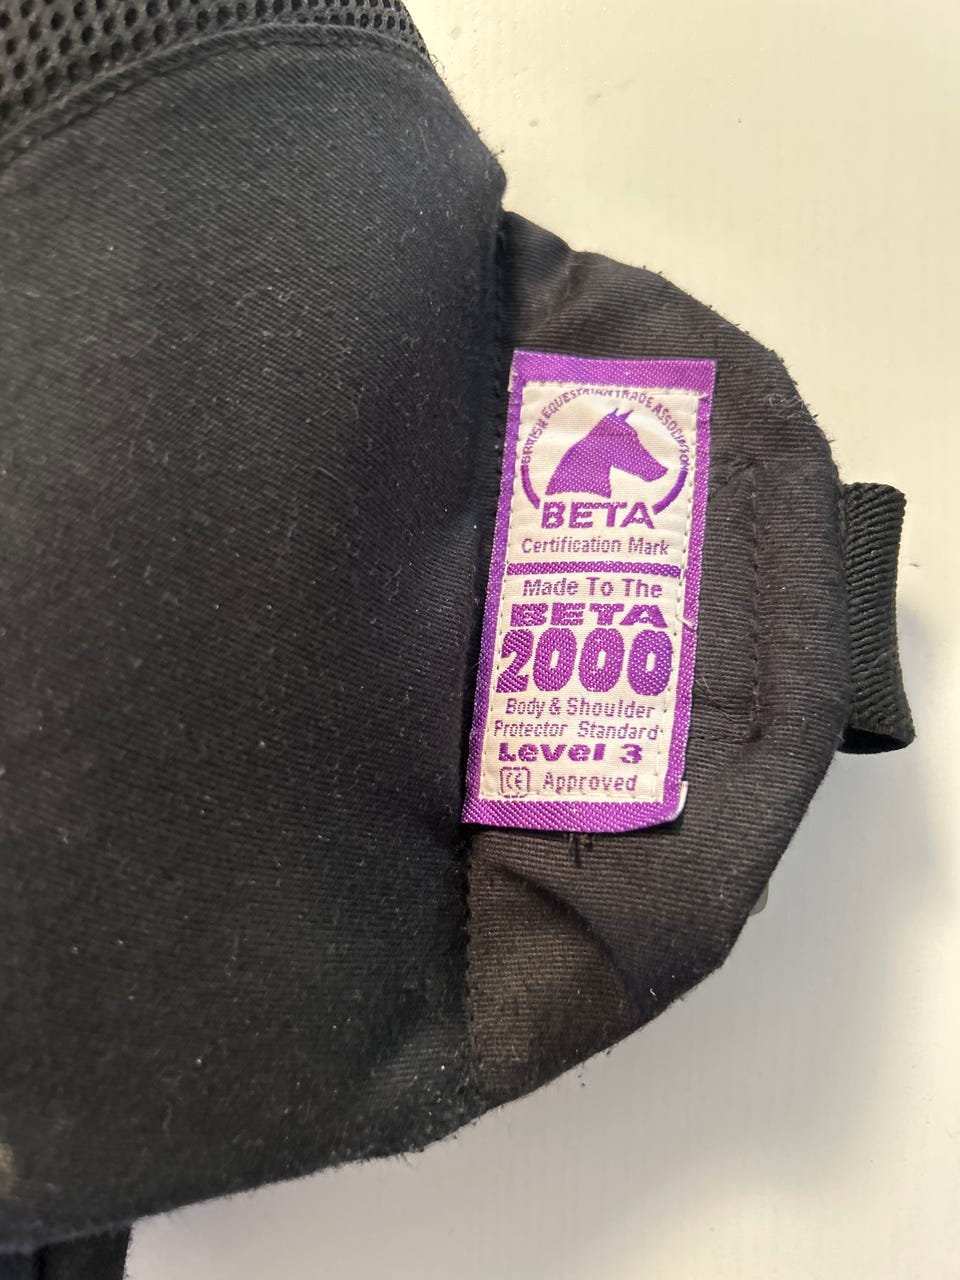 BRITISH EQUESTRIAN TRADE ASSOCIATION
BETA
Certification Mark
Made To The
BETA
2000
Body & Shoulder
Protector Standard
Level 3
CE Approved